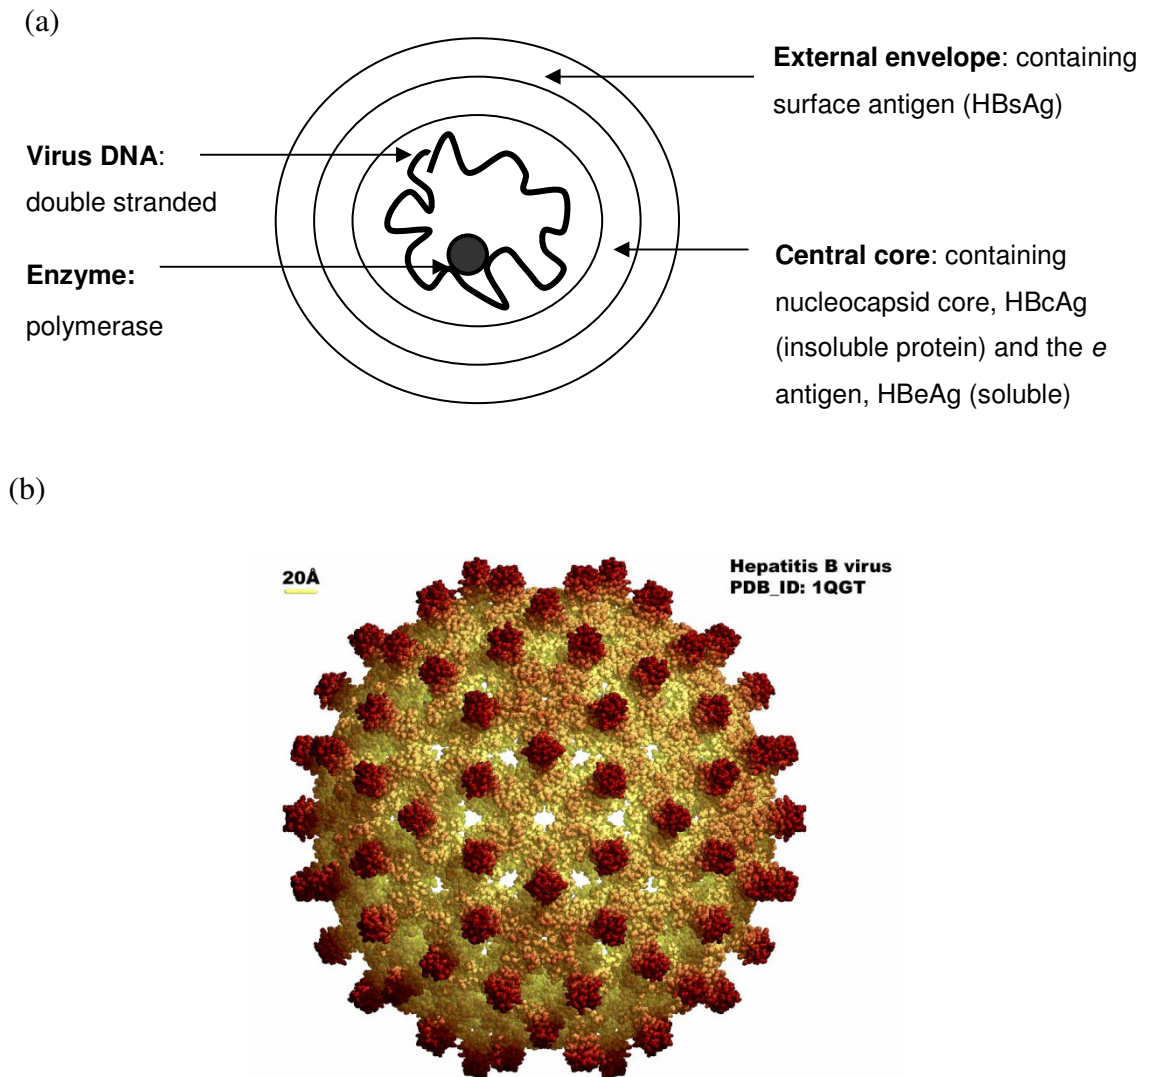 (a)
External envelope: containing
surface antigen (HBsAg)
Virus DNA:
double stranded
Enzyme:
polymerase
Central core: containing
nucleocapsid core, HBcAg
(insoluble protein) and the e
antigen, HBeAg (soluble)
(b)
20Å
Hepatitis B virus
PDB_ID: 1QGT